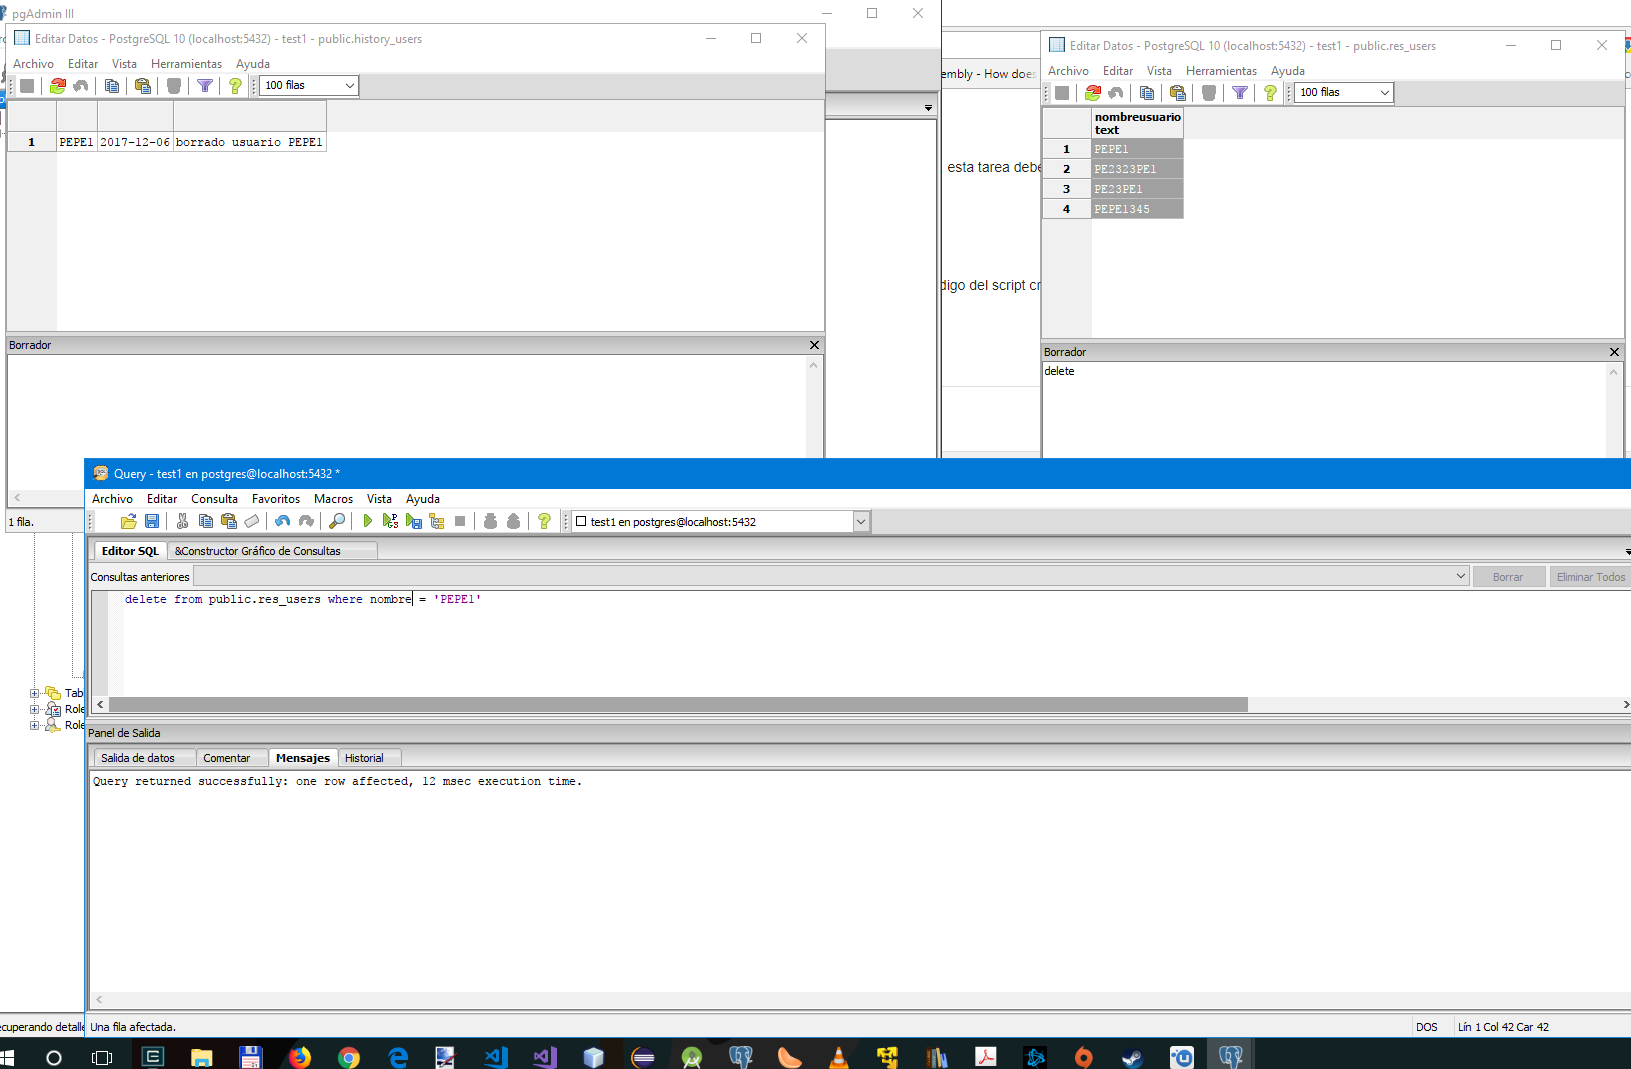 pgAdmin III
Editar Datos - PostgreSQL 10 (localhost:5432) - test1 - public.history_users
Archivo Editar Vista Herramientas Ayuda
100 filas
1 PEPE1 2017-12-06 borrado usuario PEPE1
Borrador
1 fila.
embly - How does
esta tarea debe
digo del script cr
Editar Datos - PostgreSQL 10 (localhost:5432) - test1 - public.res_users
Archivo Editar Vista Herramientas Ayuda
100 filas
nombreusuario
text
1 PEPE1
2 PE2323PE1
3 PE23PE1
4 PEPE1345
Borrador
delete
Query - test1 en postgres@localhost:5432 *
Archivo Editar Consulta Favoritos Macros Vista Ayuda
test1 en postgres@localhost:5432
Editor SQL &Constructor Gráfico de Consultas
Consultas anteriores Borrar Eliminar Todos
delete from public.res_users where nombre = 'PEPE1'
Tab
Role
Role
Panel de Salida
Salida de datos Comentar Mensajes Historial
Query returned successfully: one row affected, 12 msec execution time.
ecuperando detalle
Una fila afectada. DOS Lín 1 Col 42 Car 42